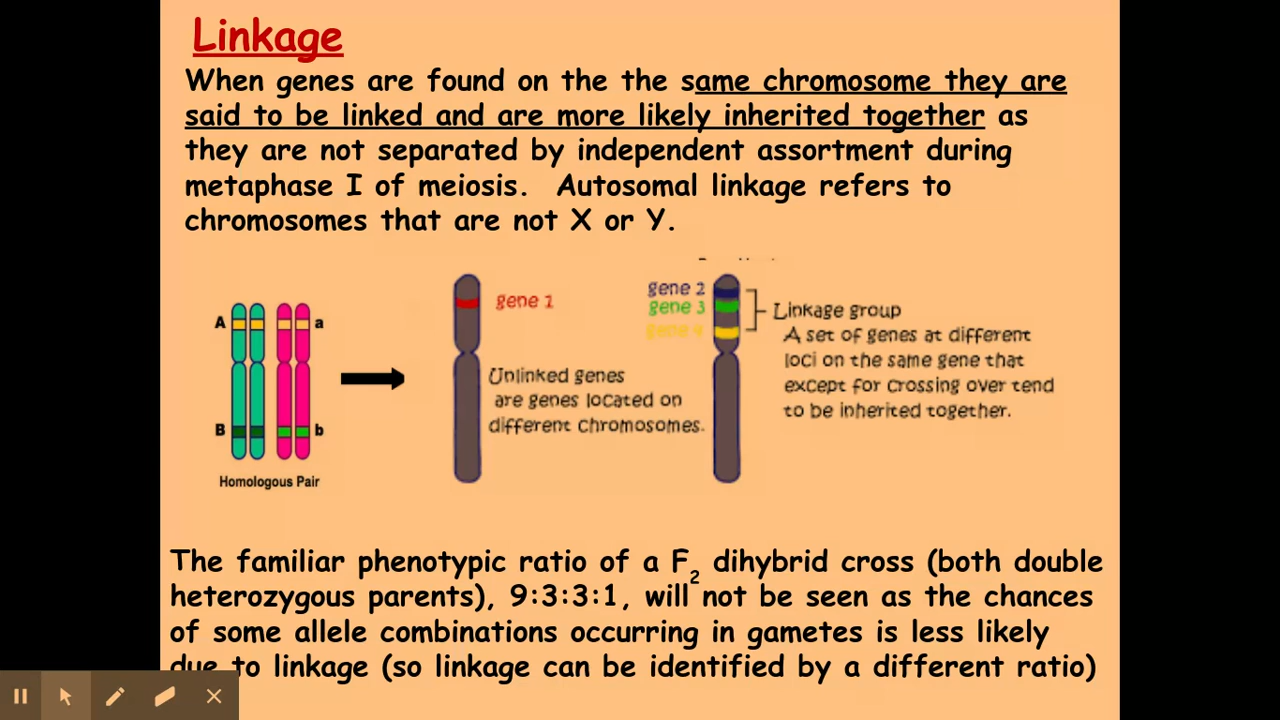 Linkage
When genes are found on the the same chromosome they are
said to be linked and are more likely inherited together as
they are not separated by independent assortment during
metaphase I of meiosis. Autosomal linkage refers to
chromosomes that are not X or Y.
A a
B b
Homologous Pair
gene 1
Unlinked genes
are genes located on
different chromosomes.
gene 2
gene 3
gene 4
Linkage group
A set of genes at different
loci on the same gene that
except for crossing over tend
to be inherited together.
The familiar phenotypic ratio of a F2 dihybrid cross (both double
heterozygous parents), 9:3:3:1, will not be seen as the chances
of some allele combinations occurring in gametes is less likely
due to linkage (so linkage can be identified by a different ratio)